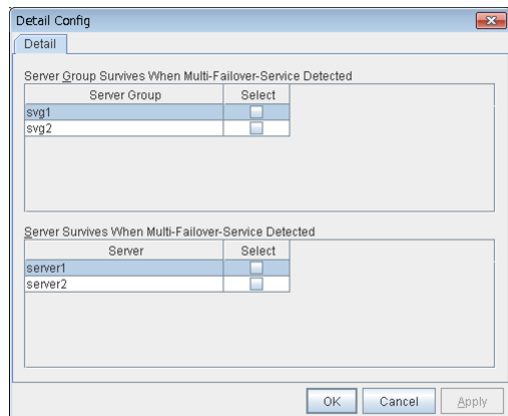 Detail Config
Detail
Server Group Survives When Multi-Failover-Service Detected
Server Group Select
svg1
svg2
Server Survives When Multi-Failover-Service Detected
Server Select
server1
server2
OK Cancel Apply